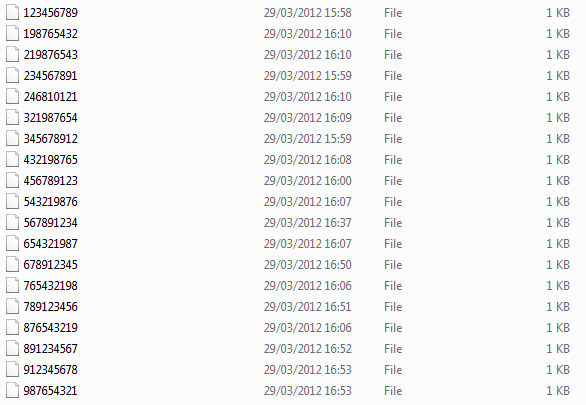 123456789 29/03/2012 15:58 File 1 KB
198765432 29/03/2012 16:10 File 1 KB
219876543 29/03/2012 16:10 File 1 KB
234567891 29/03/2012 15:59 File 1 KB
246810121 29/03/2012 16:10 File 1 KB
321987654 29/03/2012 16:09 File 1 KB
345678912 29/03/2012 15:59 File 1 KB
432198765 29/03/2012 16:08 File 1 KB
456789123 29/03/2012 16:00 File 1 KB
543219876 29/03/2012 16:07 File 1 KB
567891234 29/03/2012 16:37 File 1 KB
654321987 29/03/2012 16:07 File 1 KB
678912345 29/03/2012 16:50 File 1 KB
765432198 29/03/2012 16:06 File 1 KB
789123456 29/03/2012 16:51 File 1 KB
876543219 29/03/2012 16:06 File 1 KB
891234567 29/03/2012 16:52 File 1 KB
912345678 29/03/2012 16:53 File 1 KB
987654321 29/03/2012 16:53 File 1 KB